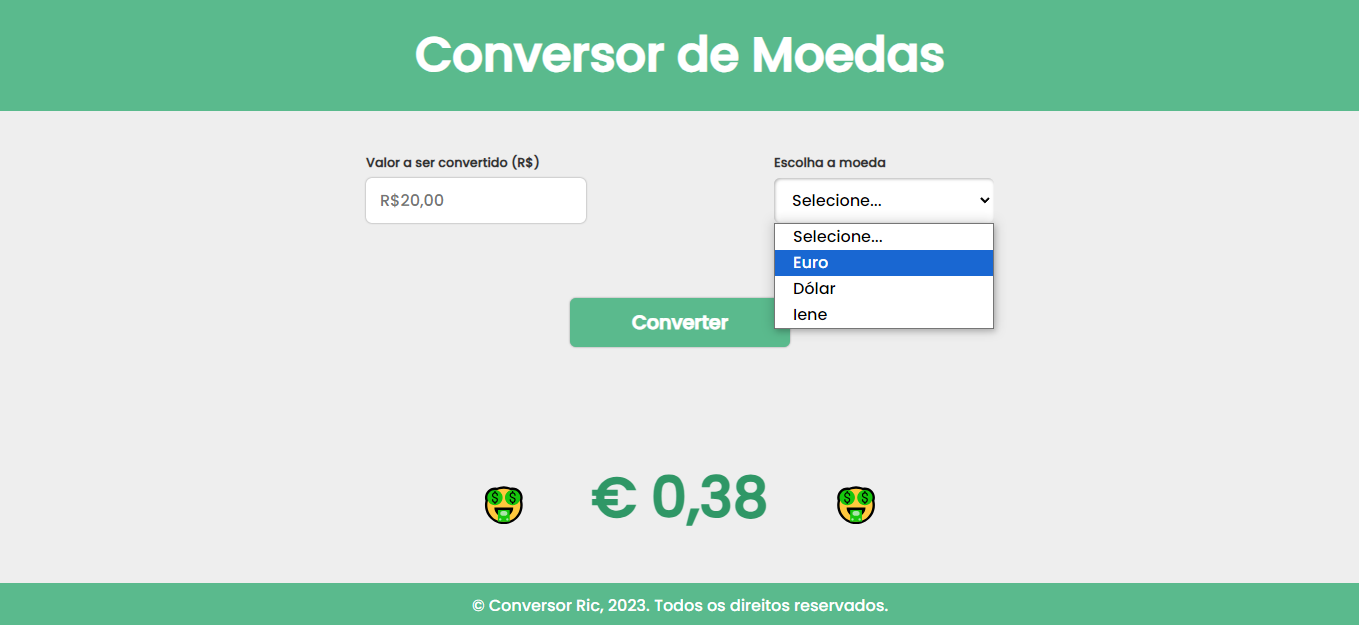 Conversor de Moedas
Valor a ser convertido (R$)
Escolha a moeda
R$20,00
Selecione...
Selecione...
Euro
Dólar
Iene
Converter
€ 0,38
© Conversor Ric, 2023. Todos os direitos reservados.